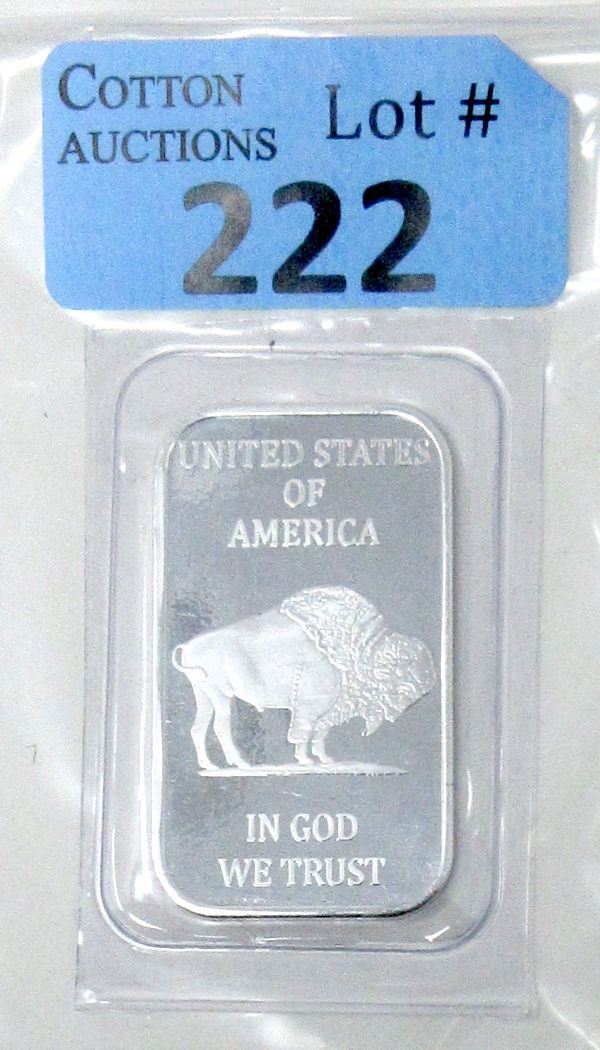 COTTON
AUCTIONS
Lot #
222
UNITED STATES
OF
AMERICA
IN GOD
WE TRUST